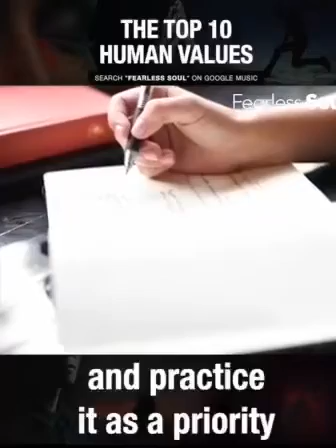 THE TOP 10
HUMAN VALUES
SEARCH "FEARLESS SOUL" ON GOOGLE MUSIC
Fearless
and practice
it as a priority